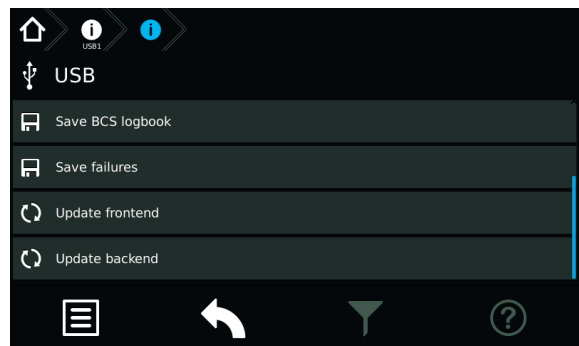 USB1
USB
Save BCS logbook
Save failures
Update frontend
Update backend